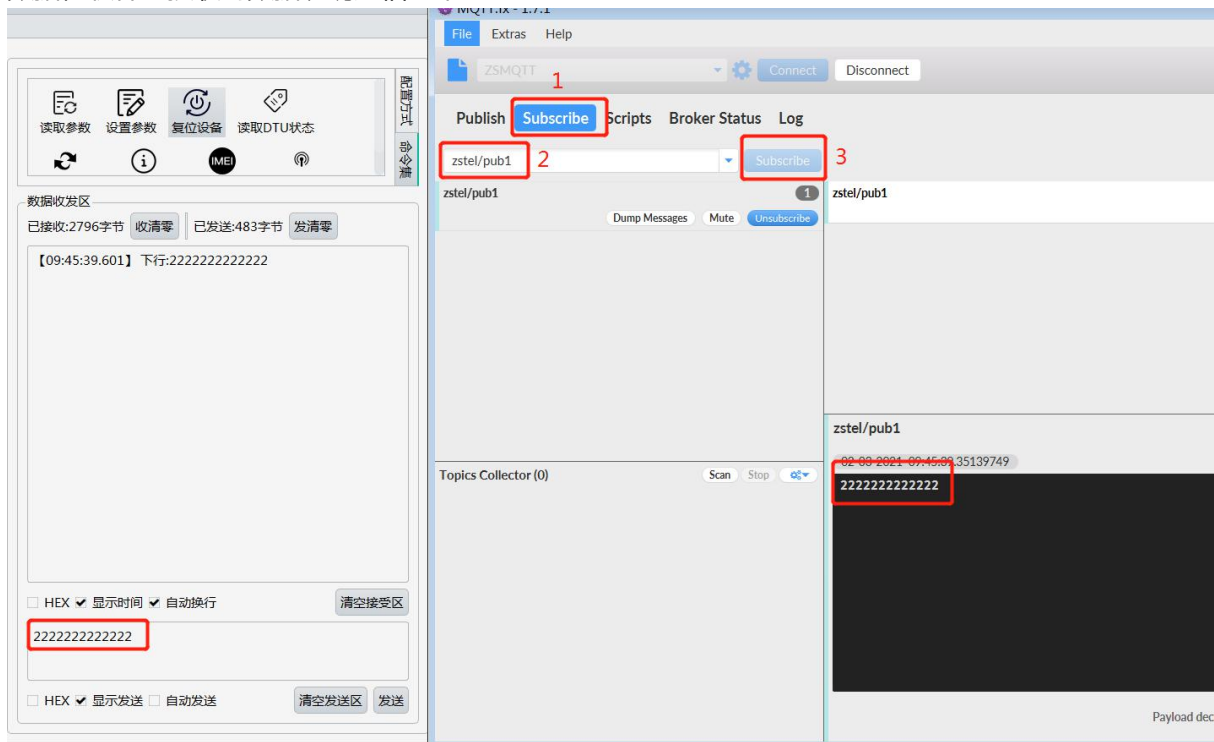 MQTT.fx - 1.7.1
File Extras Help
ZSMQTT Connect Disconnect
1
Publish Subscribe Scripts Broker Status Log
zstel/pub1 2 Subscribe 3
zstel/pub1 1
Dump Messages Mute Unsubscribe
zstel/pub1
Topics Collector (0) Scan Stop
zstel/pub1
02-03-2021 09:45:39.35139749
2222222222222
Payload dec
读取参数 设置参数 复位设备 读取DTU状态
IMEI
配置方式
命令集
数据收发区
已接收:2796字节 收清零 已发送:483字节 发清零
【09:45:39.601】下行:2222222222222
HEX 显示时间 自动换行 清空接受区
2222222222222
HEX 显示发送 自动发送 清空发送区 发送